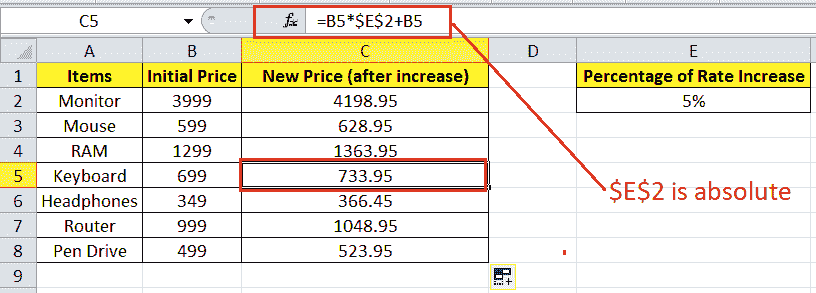 C5 fx =B5*$E$2+B5
A B C D E
1 Items Initial Price New Price (after increase) Percentage of Rate Increase
2 Monitor 3999 4198.95 5%
3 Mouse 599 628.95
4 RAM 1299 1363.95
5 Keyboard 699 733.95
6 Headphones 349 366.45
7 Router 999 1048.95
8 Pen Drive 499 523.95
9
$E$2 is absolute